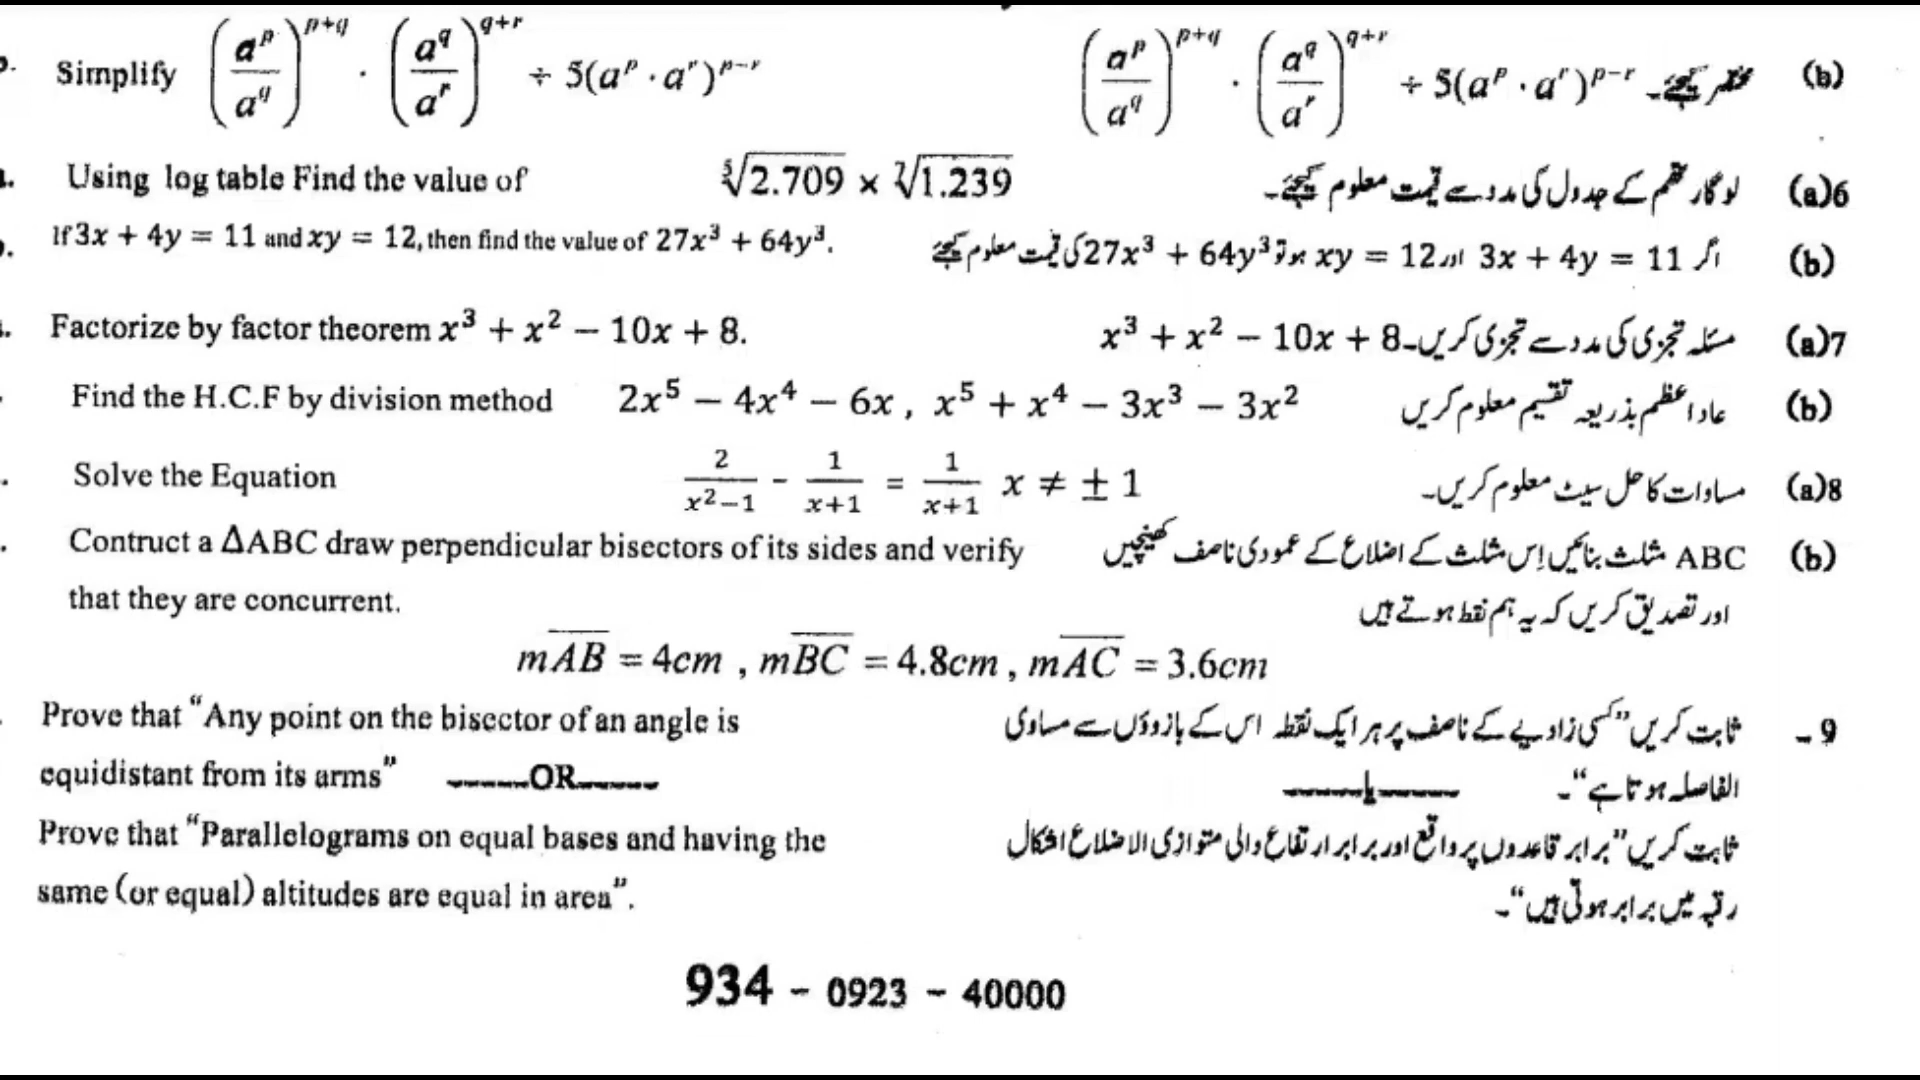 Simplify (a^p/a^q)^{p+q} · (a^q/a^r)^{q+r} ÷ 5(a^p · a^r)^{p−r} (a^p/a^q)^{p+q} · (a^q/a^r)^{q+r} ÷ 5(a^p · a^r)^{p−r} مختصر کیجئے۔ (b)
Using log table Find the value of ⁵√2.709 × ⁷√1.239 لوگارتھم کے جدول کی مدد سے قیمت معلوم کیجئے۔ (a)6
If 3x + 4y = 11 and xy = 12, then find the value of 27x³ + 64y³. اگر 3x + 4y = 11 اور xy = 12 ہو تو 27x³ + 64y³ کی قیمت معلوم کیجئے (b)
Factorize by factor theorem x³ + x² − 10x + 8. مسئلہ تجزی کی مدد سے تجزی کریں۔ x³ + x² − 10x + 8 (a)7
Find the H.C.F by division method 2x⁵ − 4x⁴ − 6x , x⁵ + x⁴ − 3x³ − 3x² عاداعظم بذریعہ تقسیم معلوم کریں (b)
Solve the Equation 2/(x²−1) - 1/(x+1) = 1/(x+1) x ≠ ± 1 مساوات کا حل سیٹ معلوم کریں۔ (a)8
Contruct a ΔABC draw perpendicular bisectors of its sides and verify ABC مثلث بنائیں اِس مثلث کے اضلاع کے عمودی ناصف کھینچیں (b)
that they are concurrent. اور تصدیق کریں کہ یہ ہم نقط ہوتے ہیں
mAB = 4cm , mBC = 4.8cm , mAC = 3.6cm
Prove that “Any point on the bisector of an angle is ثابت کریں”کسی زاویے کے ناصف پر ہر ایک نقطہ اس کے بازوؤں سے مساوی 9 -
equidistant from its arms” ------OR------ الفاصلہ ہوتا ہے“۔ ------یا------
Prove that “Parallelograms on equal bases and having the ثابت کریں”برابر قاعدوں پر واقع اور برابر ارتفاع والی متوازی الاضلاع اشکال
same (or equal) altitudes are equal in area”. رقبہ میں برابر ہوتی ہیں“۔
934 - 0923 - 40000